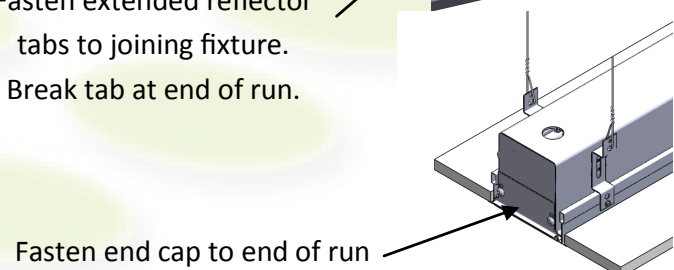 Fasten extended reflector
tabs to joining fixture.
Break tab at end of run.
Fasten end cap to end of run